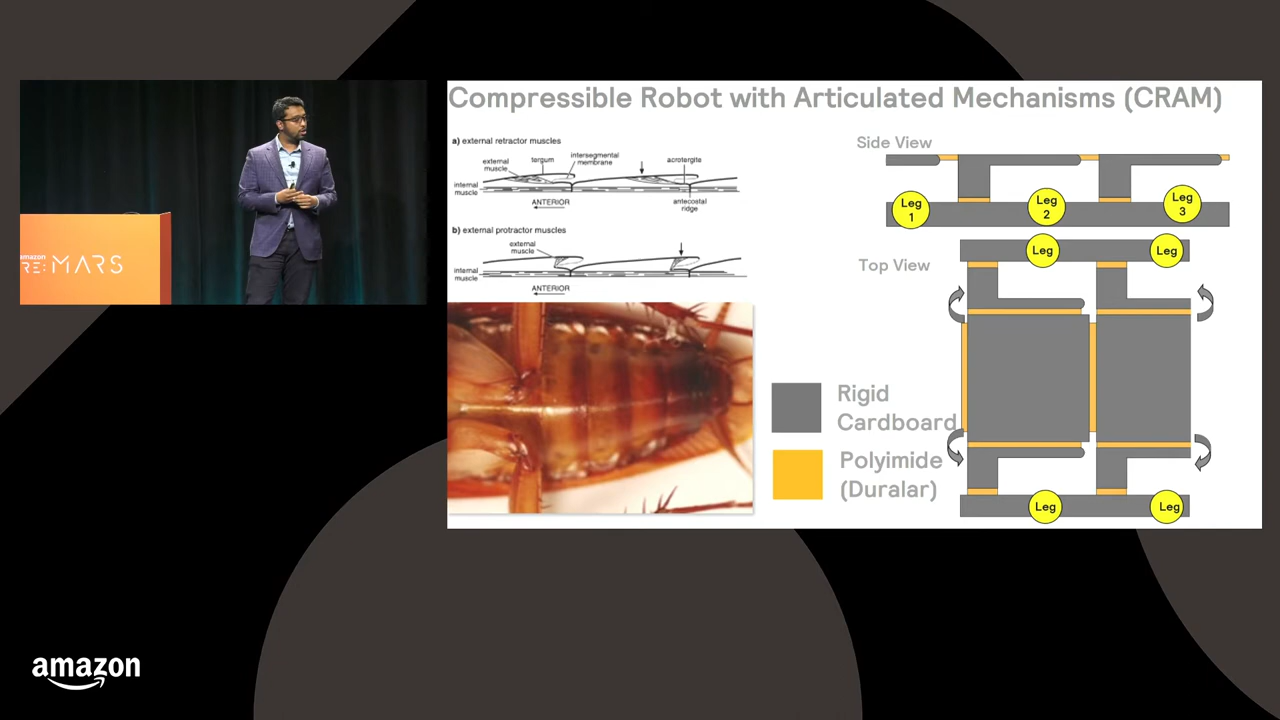 Compressible Robot with Articulated Mechanisms (CRAM)
a) external retractor muscles
external
muscle
tergum
intersegmental
membrane
acrotergite
internal
muscle
ANTERIOR
antecostal
ridge
b) external protractor muscles
external
muscle
internal
muscle
ANTERIOR
Side View
Leg
1
Leg
2
Leg
3
Top View
Leg
Leg
Rigid
Cardboard
Polyimide
(Duralar)
Leg
Leg
amazon
RE:MARS
amazon